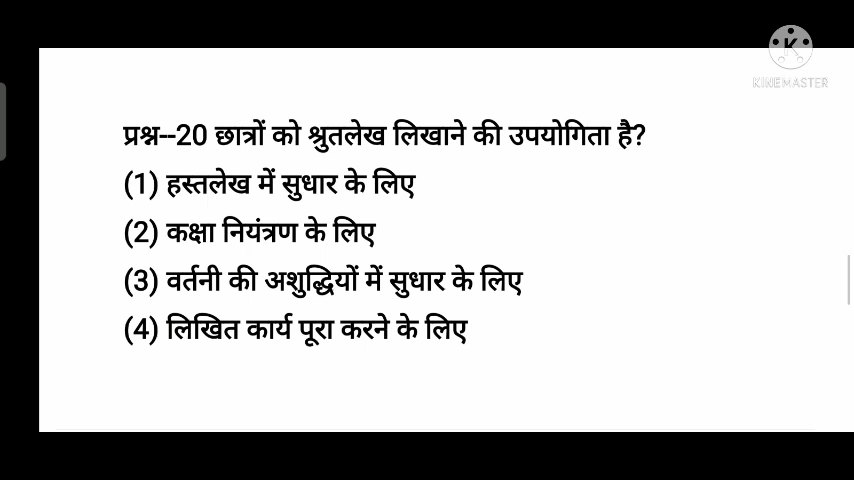 K
KINEMASTER
प्रश्न--20 छात्रों को श्रुतलेख लिखाने की उपयोगिता है?
(1) हस्तलेख में सुधार के लिए
(2) कक्षा नियंत्रण के लिए
(3) वर्तनी की अशुद्धियों में सुधार के लिए
(4) लिखित कार्य पूरा करने के लिए